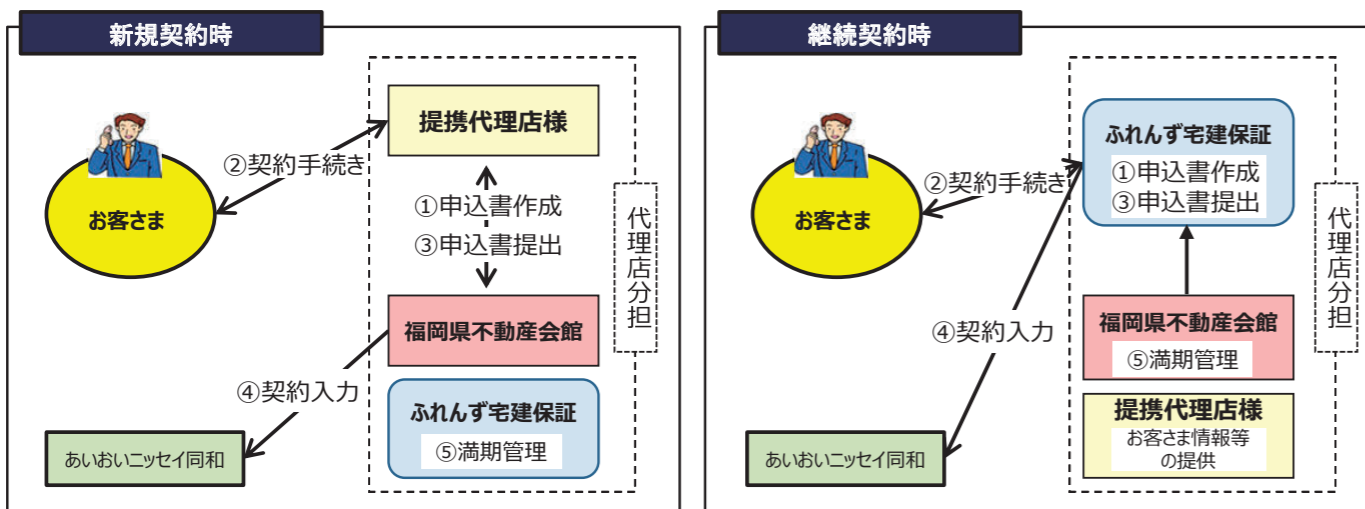 新規契約時
提携代理店様
②契約手続き
お客さま
①申込書作成
③申込書提出
代理店分担
福岡県不動産会館
④契約入力
ふれんず宅建保証
⑤満期管理
あいおいニッセイ同和
継続契約時
ふれんず宅建保証
①申込書作成
③申込書提出
②契約手続き
お客さま
代理店分担
福岡県不動産会館
⑤満期管理
④契約入力
提携代理店様
お客さま情報等
の提供
あいおいニッセイ同和